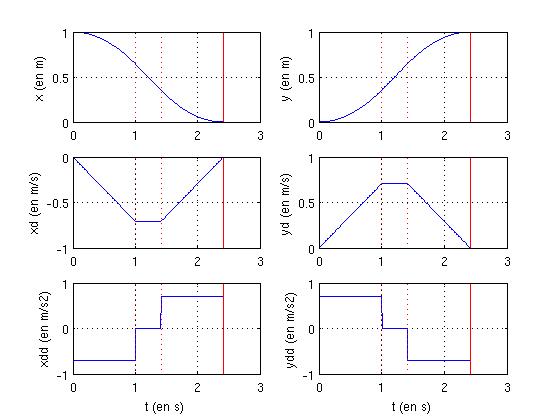 1
0.5
0
x (en m)
0 1 2 3
1
0.5
0
y (en m)
0 1 2 3
0
-0.5
-1
xd (en m/s)
0 1 2 3
1
0.5
0
yd (en m/s)
0 1 2 3
1
0
-1
xdd (en m/s2)
0 1 2 3
t (en s)
1
0
-1
ydd (en m/s2)
0 1 2 3
t (en s)